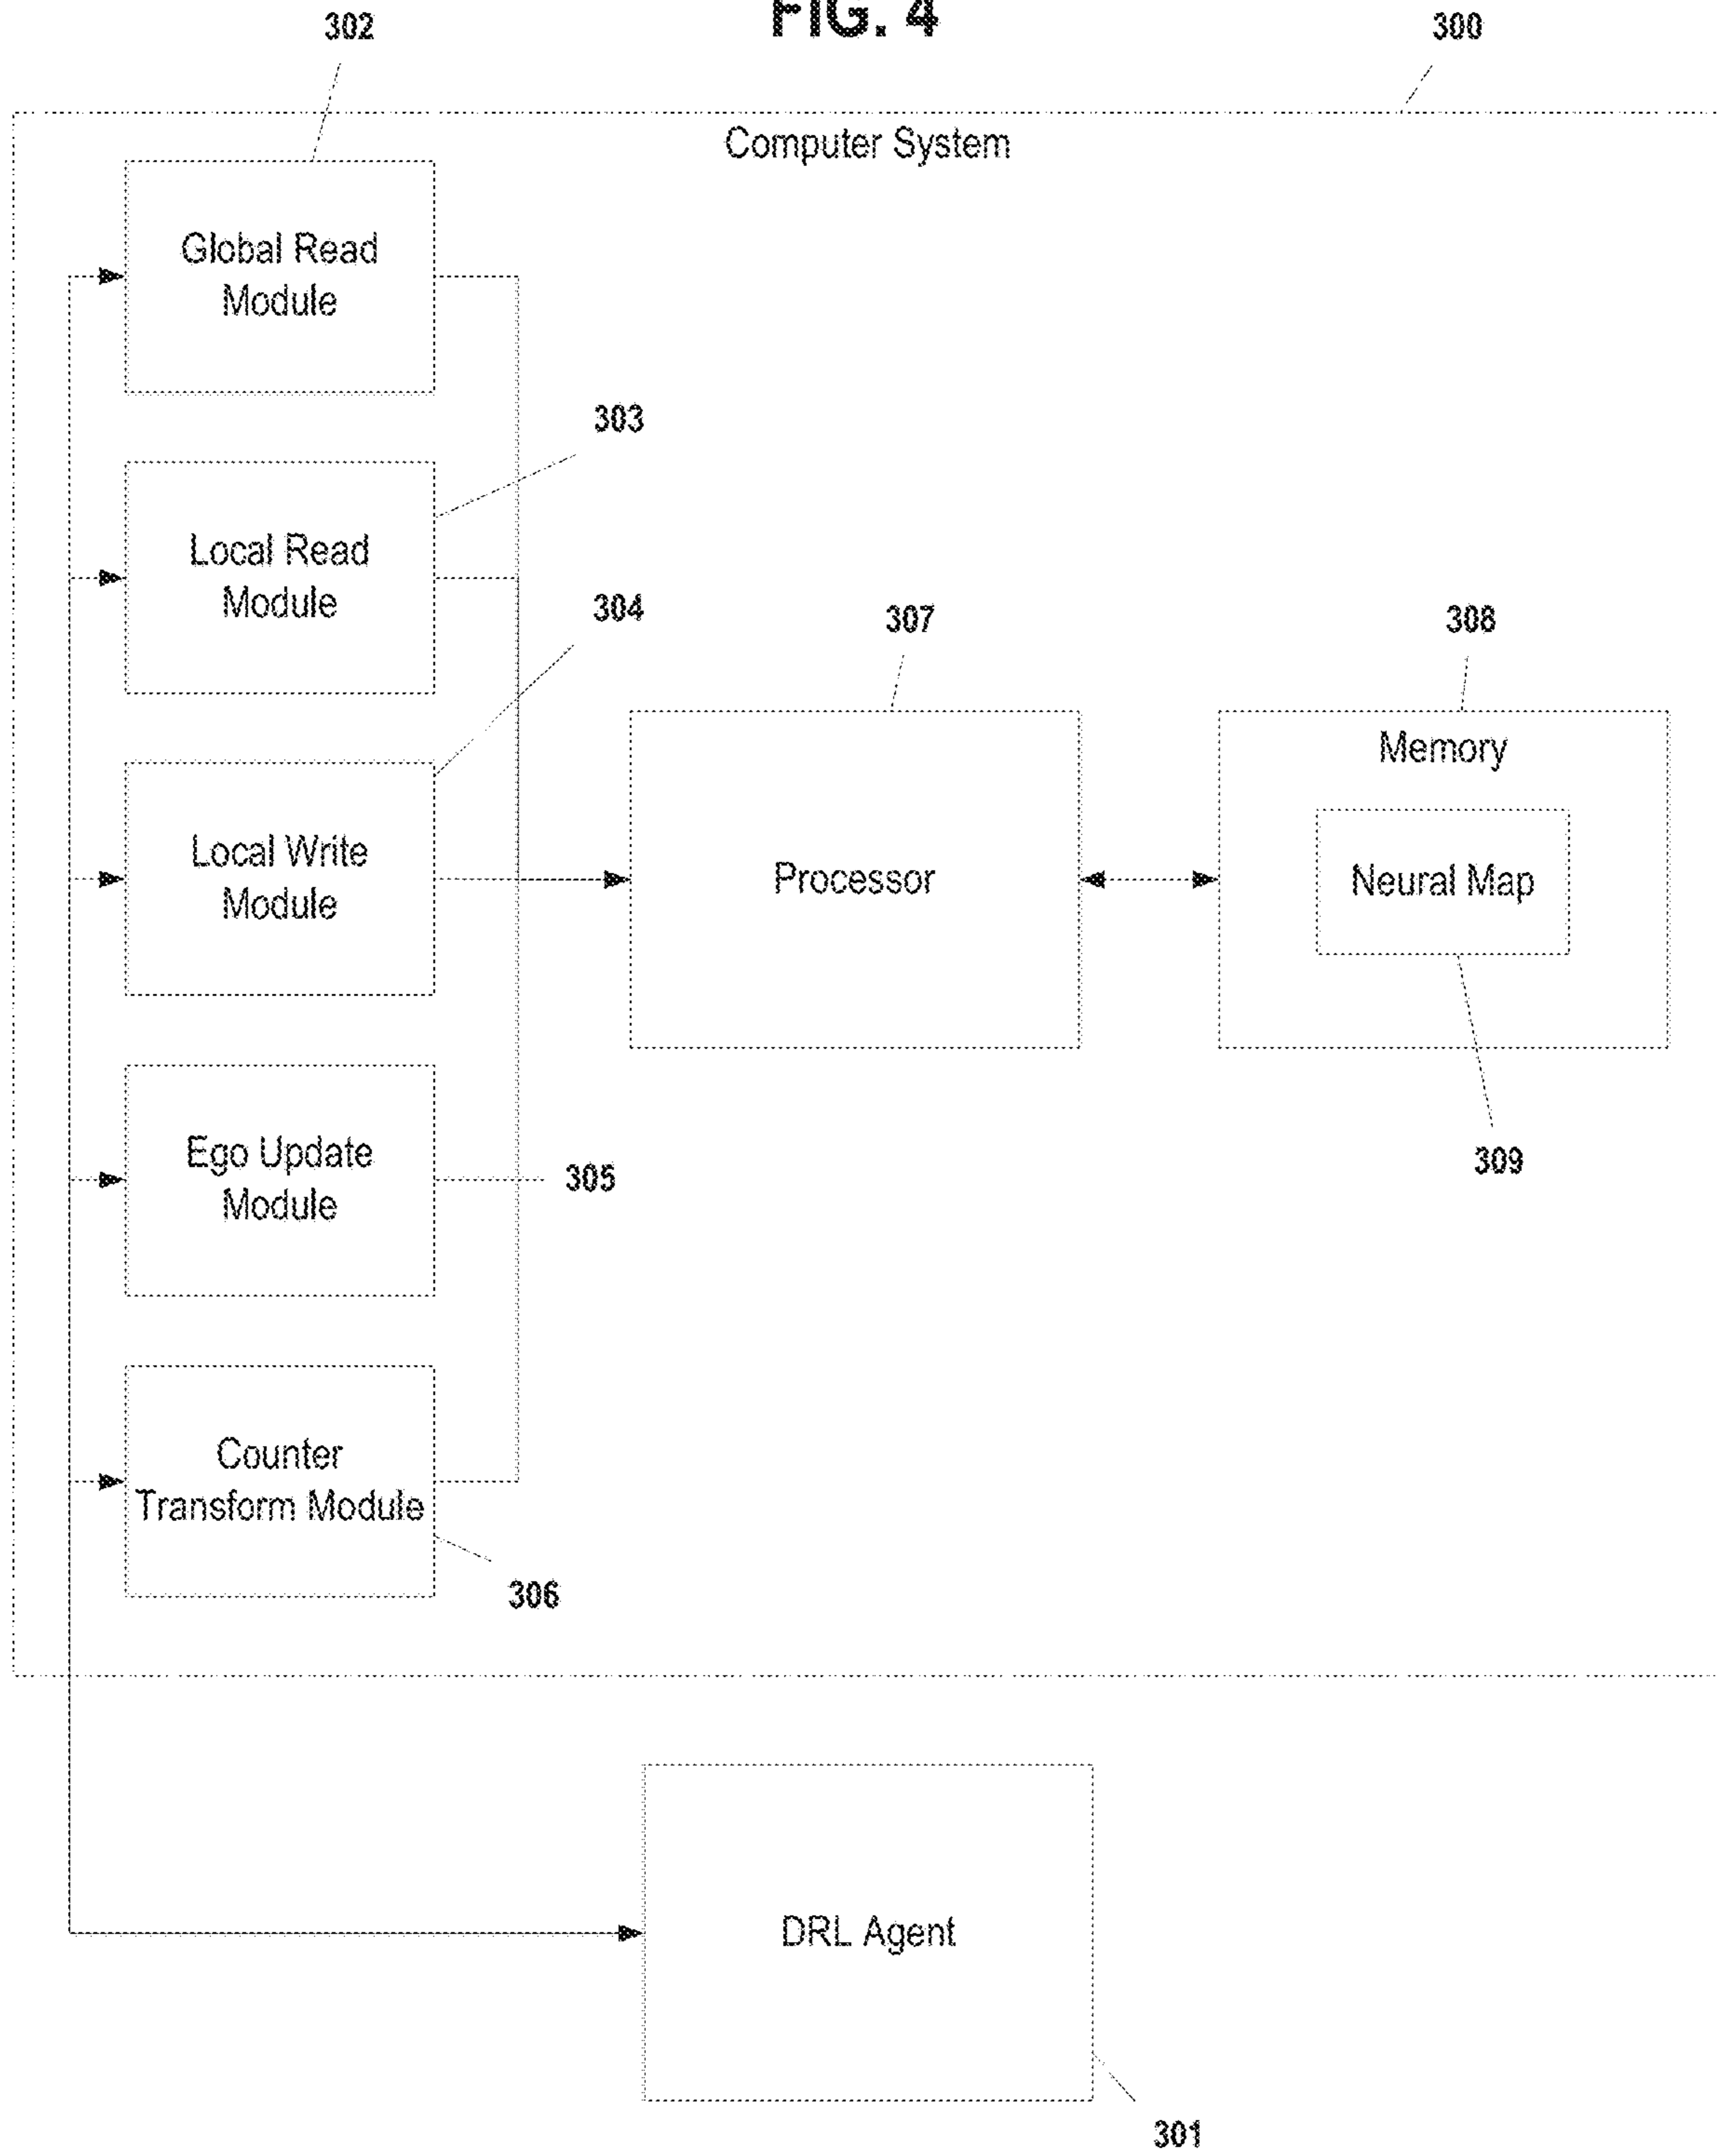 FIG. 4
302
300
Computer System
Global Read
Module
303
Local Read
Module
304
307
308
Memory
Local Write
Module
Processor
Neural Map
Ego Update
Module
305
309
Counter
Transform Module
306
DRL Agent
301